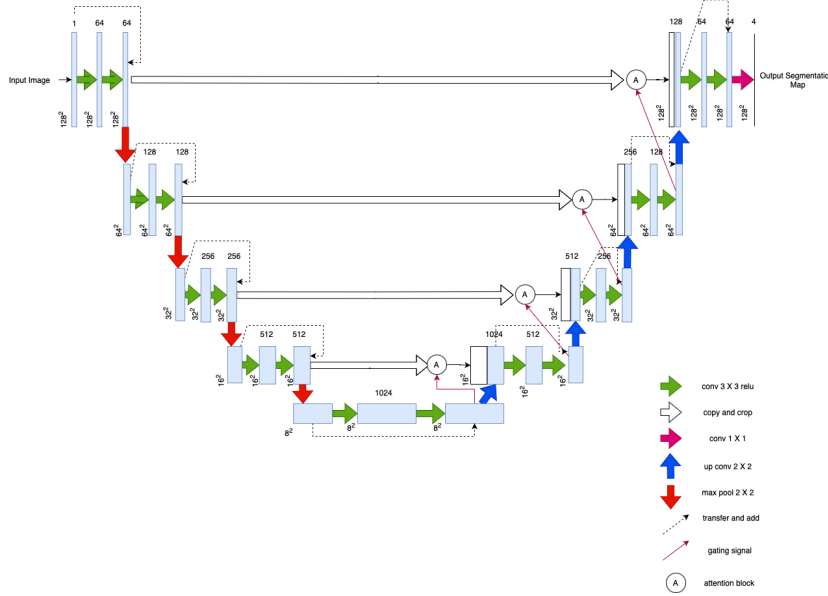 1 64 64
128 64 64 4
Input Image
A
Output Segmentation
Map
128² 128² 128²
128² 128² 128² 128²
128 128
256 128
A
64² 64² 64²
64² 64² 64²
256 256
512 256
A
32² 32² 32²
32² 32²
512 512
1024 512
A
16² 16² 16²
16² 16² 16²
1024
8² 8² 8²
conv 3 X 3 relu
copy and crop
conv 1 X 1
up conv 2 X 2
max pool 2 X 2
transfer and add
gating signal
A attention block